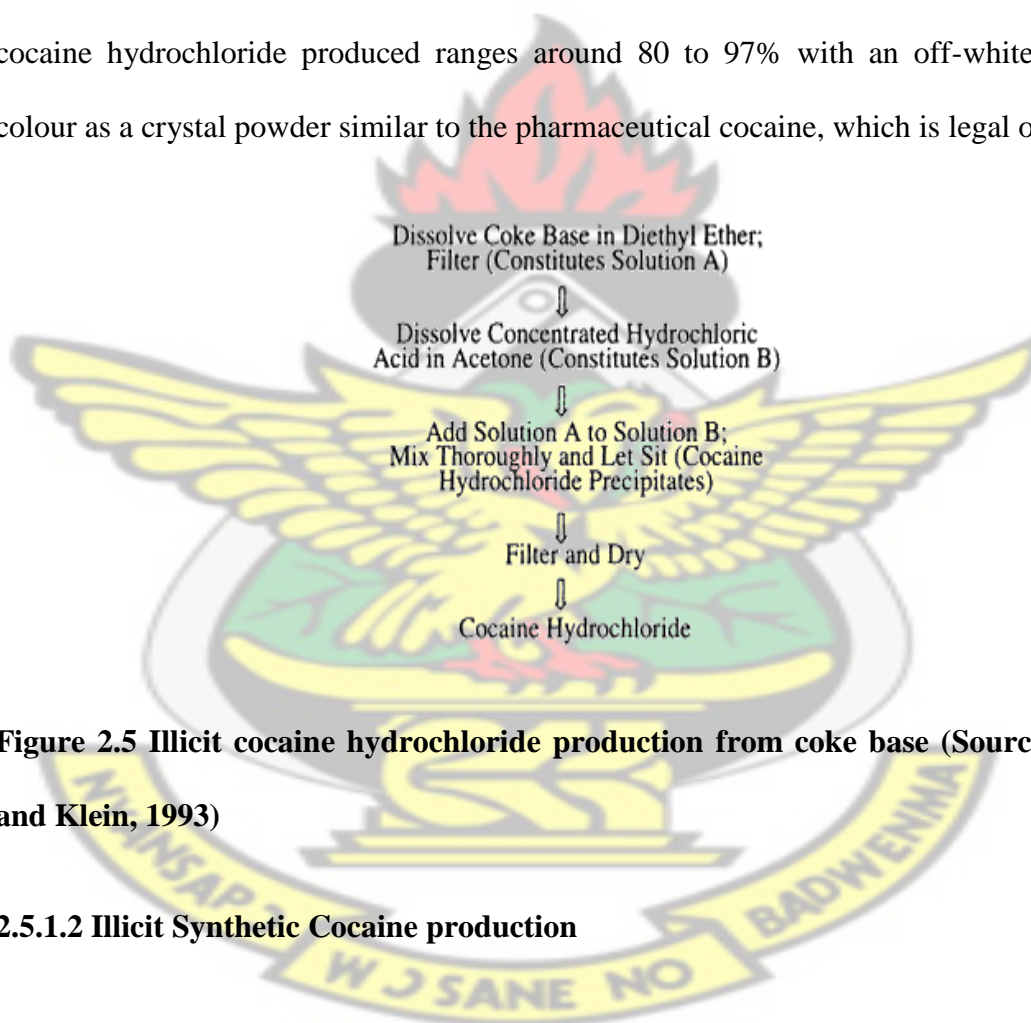 cocaine hydrochloride produced ranges around 80 to 97% with an off-white
colour as a crystal powder similar to the pharmaceutical cocaine, which is legal
Dissolve Coke Base in Diethyl Ether;
Filter (Constitutes Solution A)
⇩
Dissolve Concentrated Hydrochloric
Acid in Acetone (Constitutes Solution B)
⇩
Add Solution A to Solution B;
Mix Thoroughly and Let Sit (Cocaine
Hydrochloride Precipitates)
⇩
Filter and Dry
⇩
Cocaine Hydrochloride
Figure 2.5 Illicit cocaine hydrochloride production from coke base (Sourc
and Klein, 1993)
2.5.1.2 Illicit Synthetic Cocaine production
NYANSAPƆ
W Ɔ SANE NO
BADWENMA